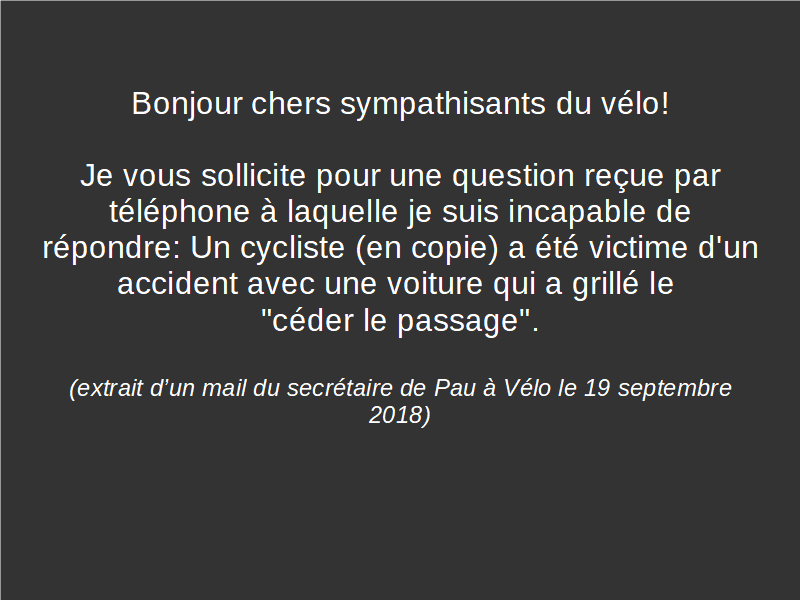 Bonjour chers sympathisants du vélo!
Je vous sollicite pour une question reçue par
téléphone à laquelle je suis incapable de
répondre: Un cycliste (en copie) a été victime d'un
accident avec une voiture qui a grillé le
"céder le passage".
(extrait d’un mail du secrétaire de Pau à Vélo le 19 septembre
2018)